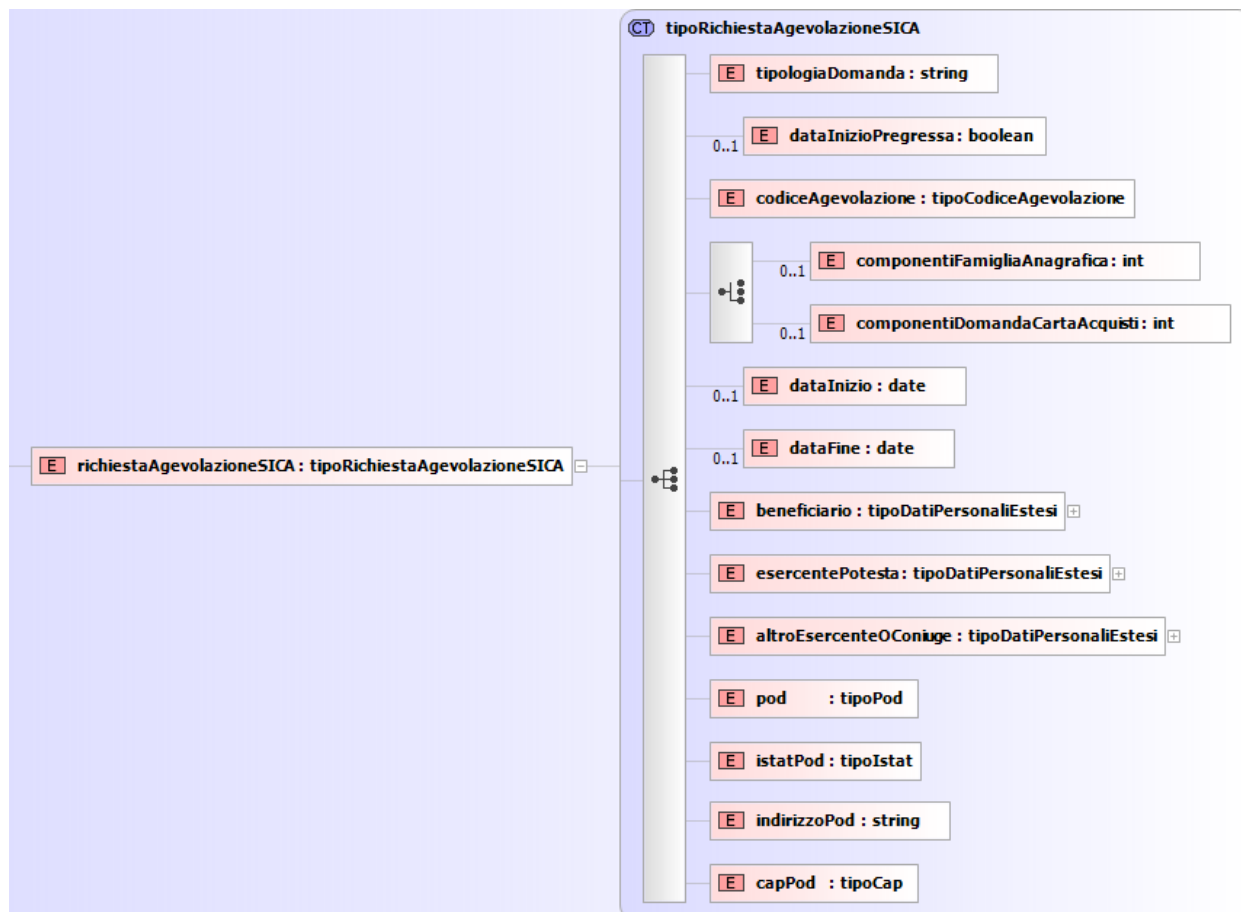 CT tipoRichiestaAgevolazioneSICA
E tipologiaDomanda : string
0..1 E dataInizioPregressa : boolean
E codiceAgevolazione : tipoCodiceAgevolazione
0..1 E componentiFamigliaAnagrafica : int
0..1 E componentiDomandaCartaAcquisti : int
0..1 E dataInizio : date
0..1 E dataFine : date
E richiestaAgevolazioneSICA : tipoRichiestaAgevolazioneSICA
E beneficiario : tipoDatiPersonaliEstesi
E esercentePotesta : tipoDatiPersonaliEstesi
E altroEsercenteOConiuge : tipoDatiPersonaliEstesi
E pod : tipoPod
E istatPod : tipoIstat
E indirizzoPod : string
E capPod : tipoCap